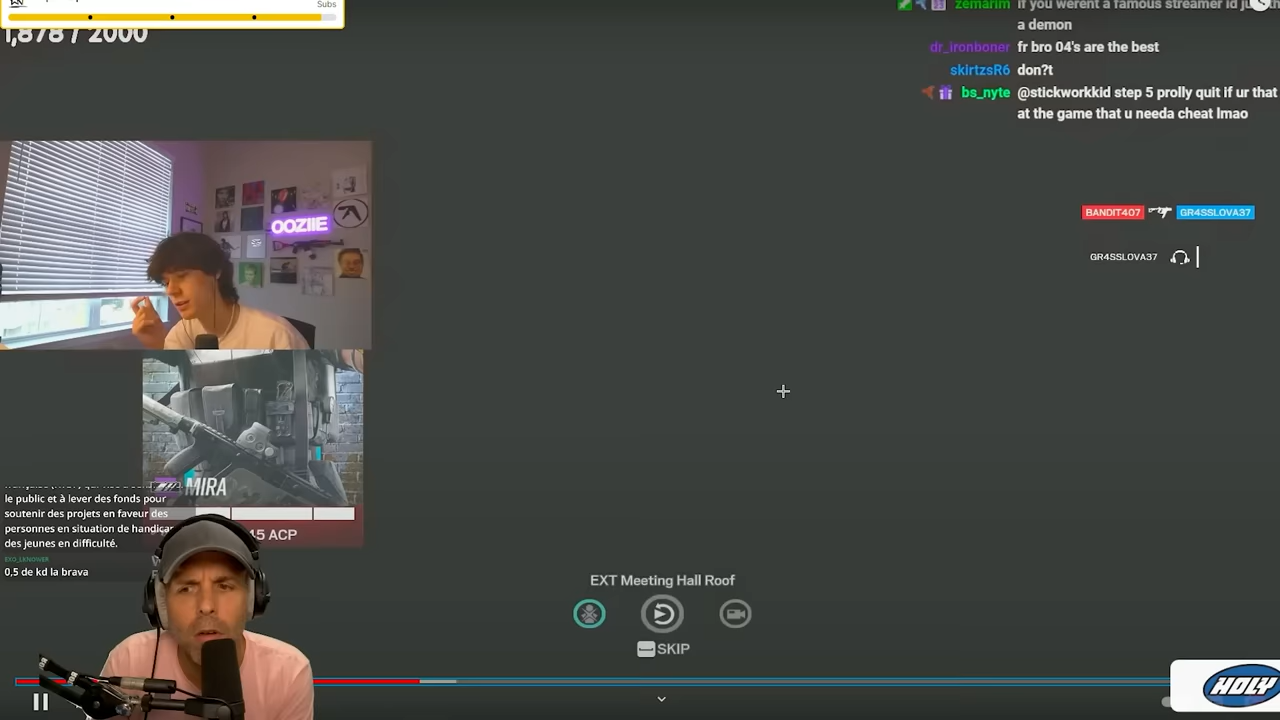 Subs
1,878 / 2000
zemarim if you werent a famous streamer id
a demon
dr_ironboner fr bro 04's are the best
skirtzsR6 don?t
bs_nyte @stickworkkid step 5 prolly quit if ur that
at the game that u needa cheat lmao
BANDIT407 GR4SSLOVA37
GR4SSLOVA37
OOZIIE
MIRA
le public et à lever des fonds pour
soutenir des projets en faveur des
personnes en situation de handicap
des jeunes en difficulté.
0,5 de kd la brava
45 ACP
EXT Meeting Hall Roof
SKIP
HOLY